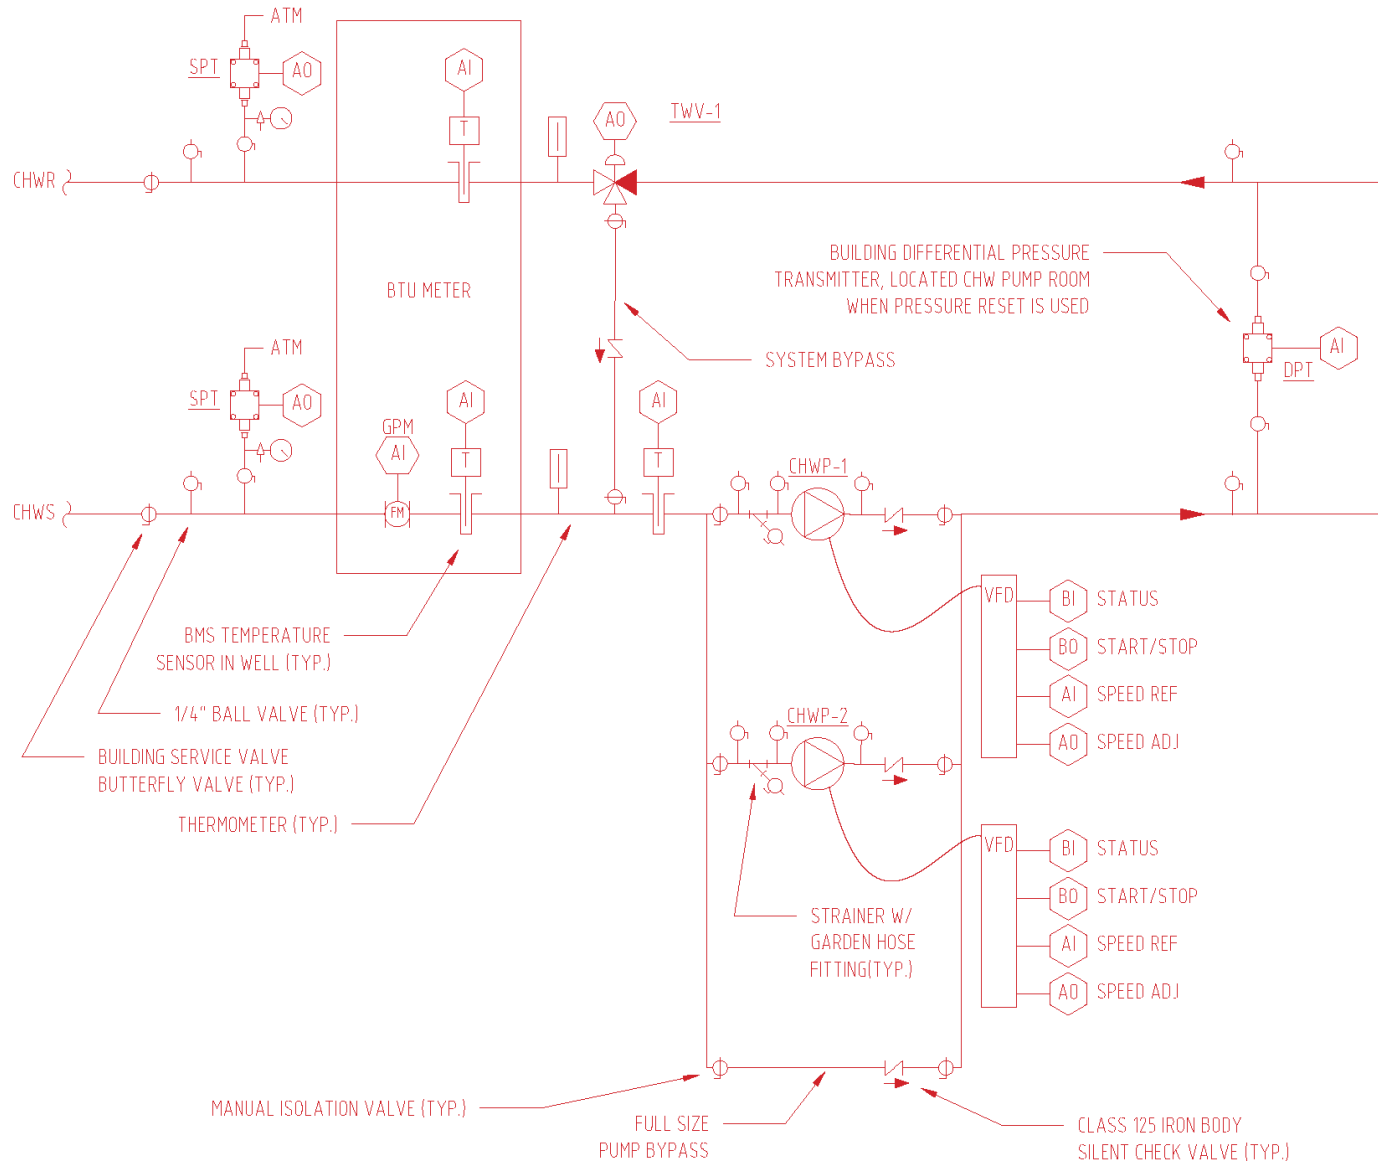 ATM
SPT
AO
AI
T
AO
TWV-1
CHWR
BTU METER
BUILDING DIFFERENTIAL PRESSURE
TRANSMITTER, LOCATED CHW PUMP ROOM
WHEN PRESSURE RESET IS USED
SYSTEM BYPASS
AI
DPT
ATM
SPT
AO
GPM
AI
FM
AI
T
AI
T
CHWS
CHWP-1
VFD
BI STATUS
BO START/STOP
AI SPEED REF
AO SPEED ADJ
BMS TEMPERATURE
SENSOR IN WELL (TYP.)
1/4" BALL VALVE (TYP.)
BUILDING SERVICE VALVE
BUTTERFLY VALVE (TYP.)
THERMOMETER (TYP.)
CHWP-2
VFD
BI STATUS
BO START/STOP
AI SPEED REF
AO SPEED ADJ
STRAINER W/
GARDEN HOSE
FITTING(TYP.)
MANUAL ISOLATION VALVE (TYP.)
FULL SIZE
PUMP BYPASS
CLASS 125 IRON BODY
SILENT CHECK VALVE (TYP.)